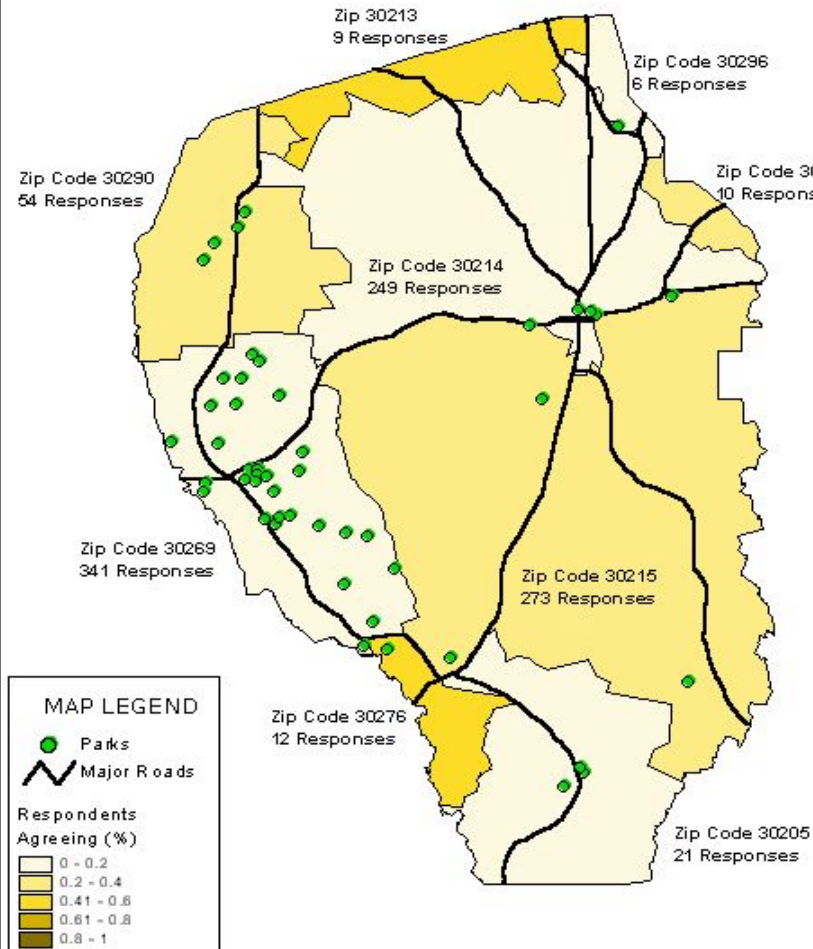 Zip 30213
9 Responses
Zip Code 30296
6 Responses
Zip Code 30290
54 Responses
Zip Code
10
Zip Code 30214
249 Responses
Zip Code 30269
341 Responses
Zip Code 30215
273 Responses
Zip Code 30276
12 Responses
Zip Code 30205
21 Responses
MAP LEGEND
Parks
Major Roads
Respondents
Agreeing (%)
0 - 0.2
0.2 - 0.4
0.41 - 0.6
0.61 - 0.8
0.8 - 1